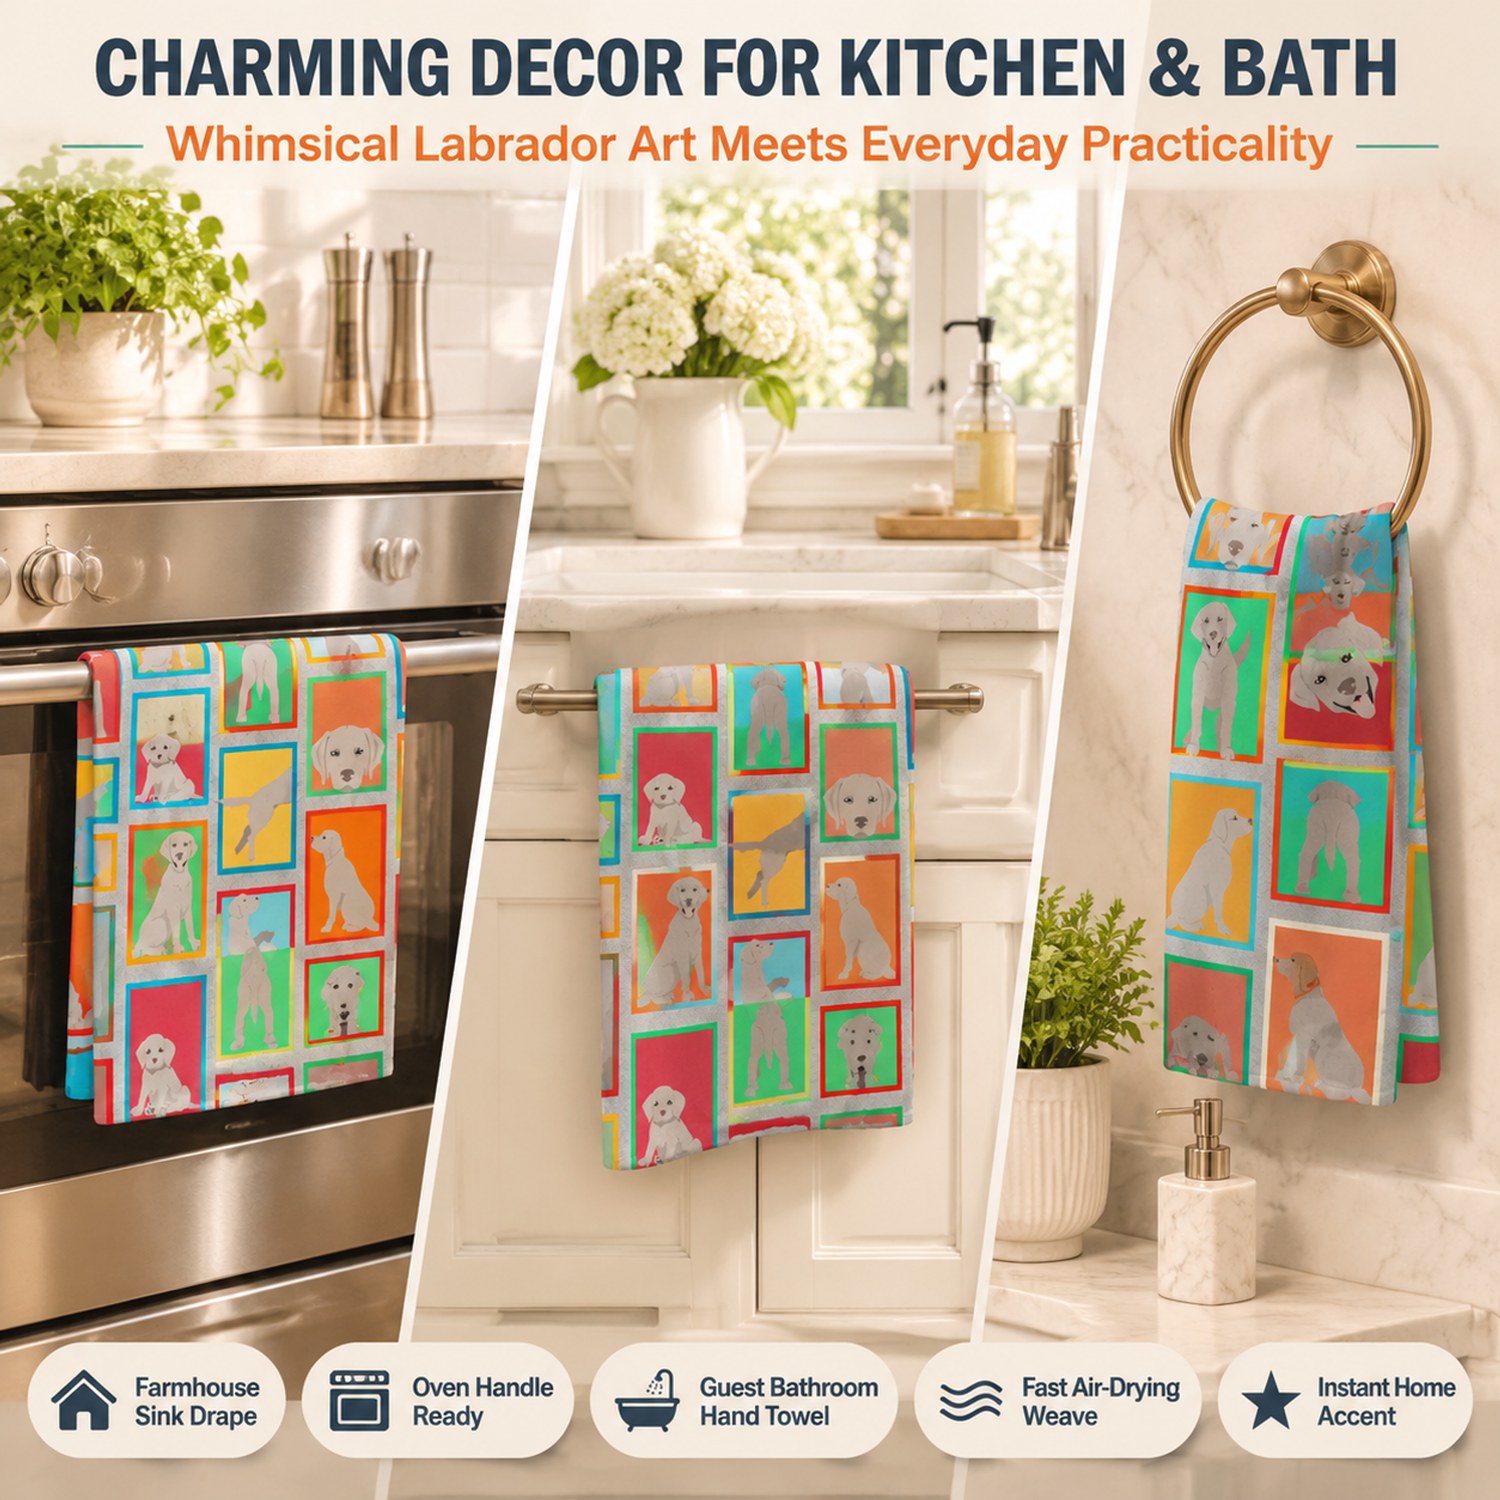 CHARMING DECOR FOR KITCHEN & BATH
Whimsical Labrador Art Meets Everyday Practicality
Farmhouse
Sink Drape
Oven Handle
Ready
Guest Bathroom
Hand Towel
Fast Air-Drying
Weave
Instant Home
Accent